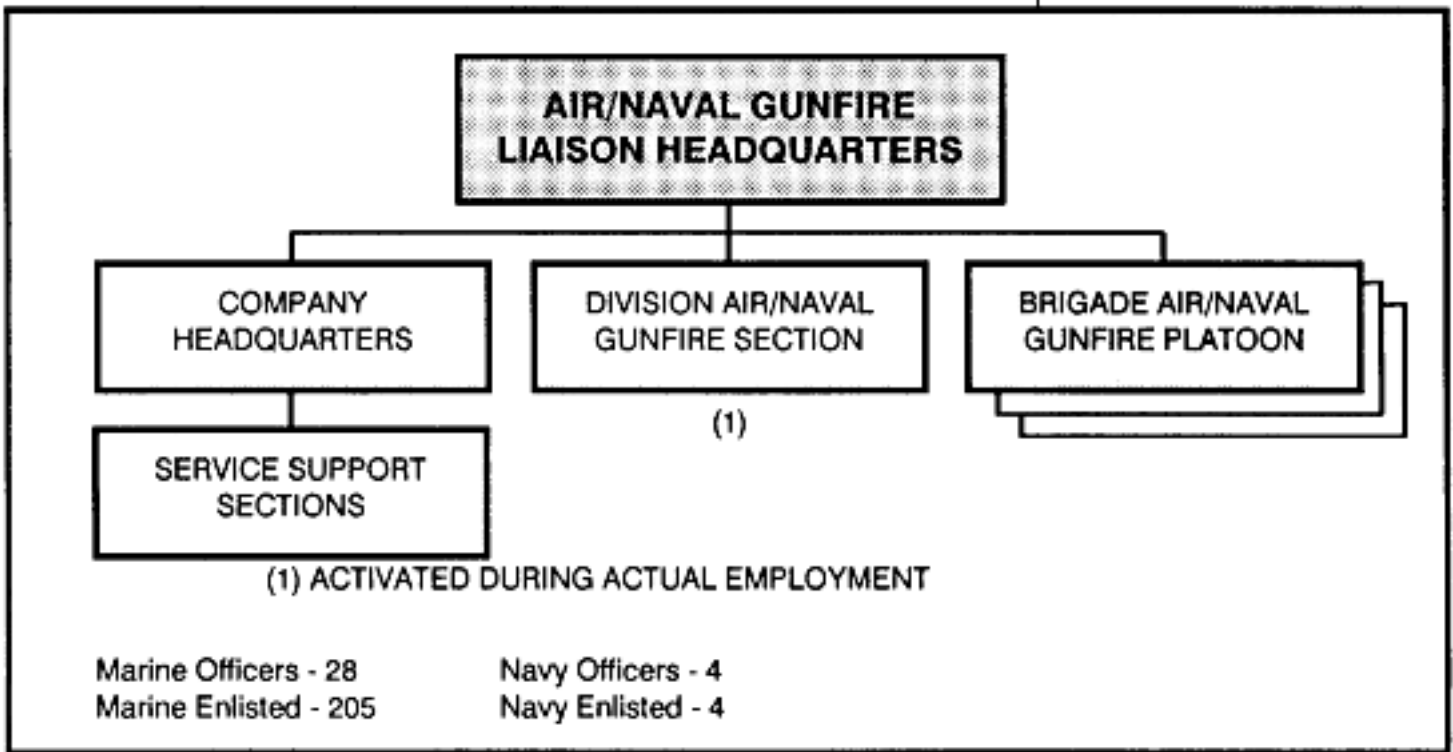 AIR/NAVAL GUNFIRE
LIAISON HEADQUARTERS
COMPANY
HEADQUARTERS
DIVISION AIR/NAVAL
GUNFIRE SECTION
(1)
BRIGADE AIR/NAVAL
GUNFIRE PLATOON
SERVICE SUPPORT
SECTIONS
(1) ACTIVATED DURING ACTUAL EMPLOYMENT
Marine Officers - 28
Marine Enlisted - 205
Navy Officers - 4
Navy Enlisted - 4